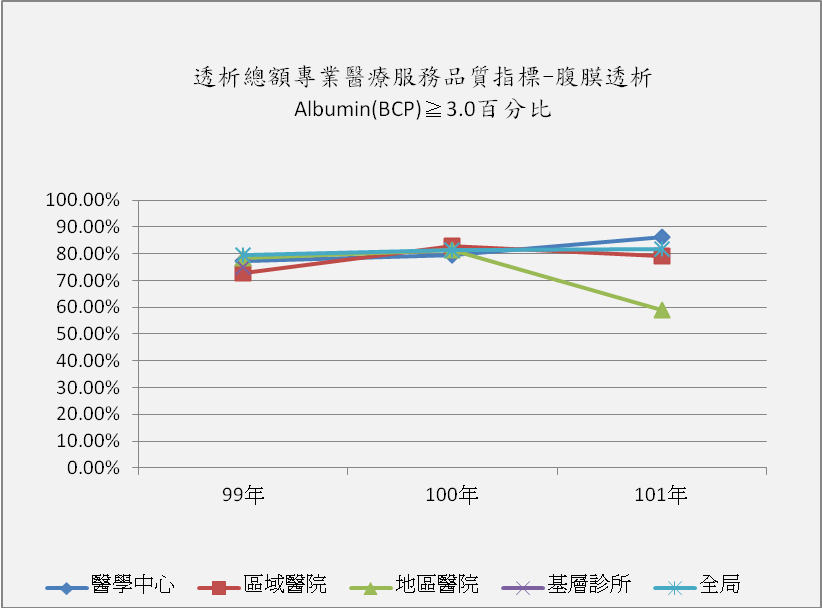 透析總額專業醫療服務品質指標-腹膜透析
Albumin(BCP)≧3.0百分比
100.00%
90.00%
80.00%
70.00%
60.00%
50.00%
40.00%
30.00%
20.00%
10.00%
0.00%
99年 100年 101年
醫學中心 區域醫院 地區醫院 基層診所 全局